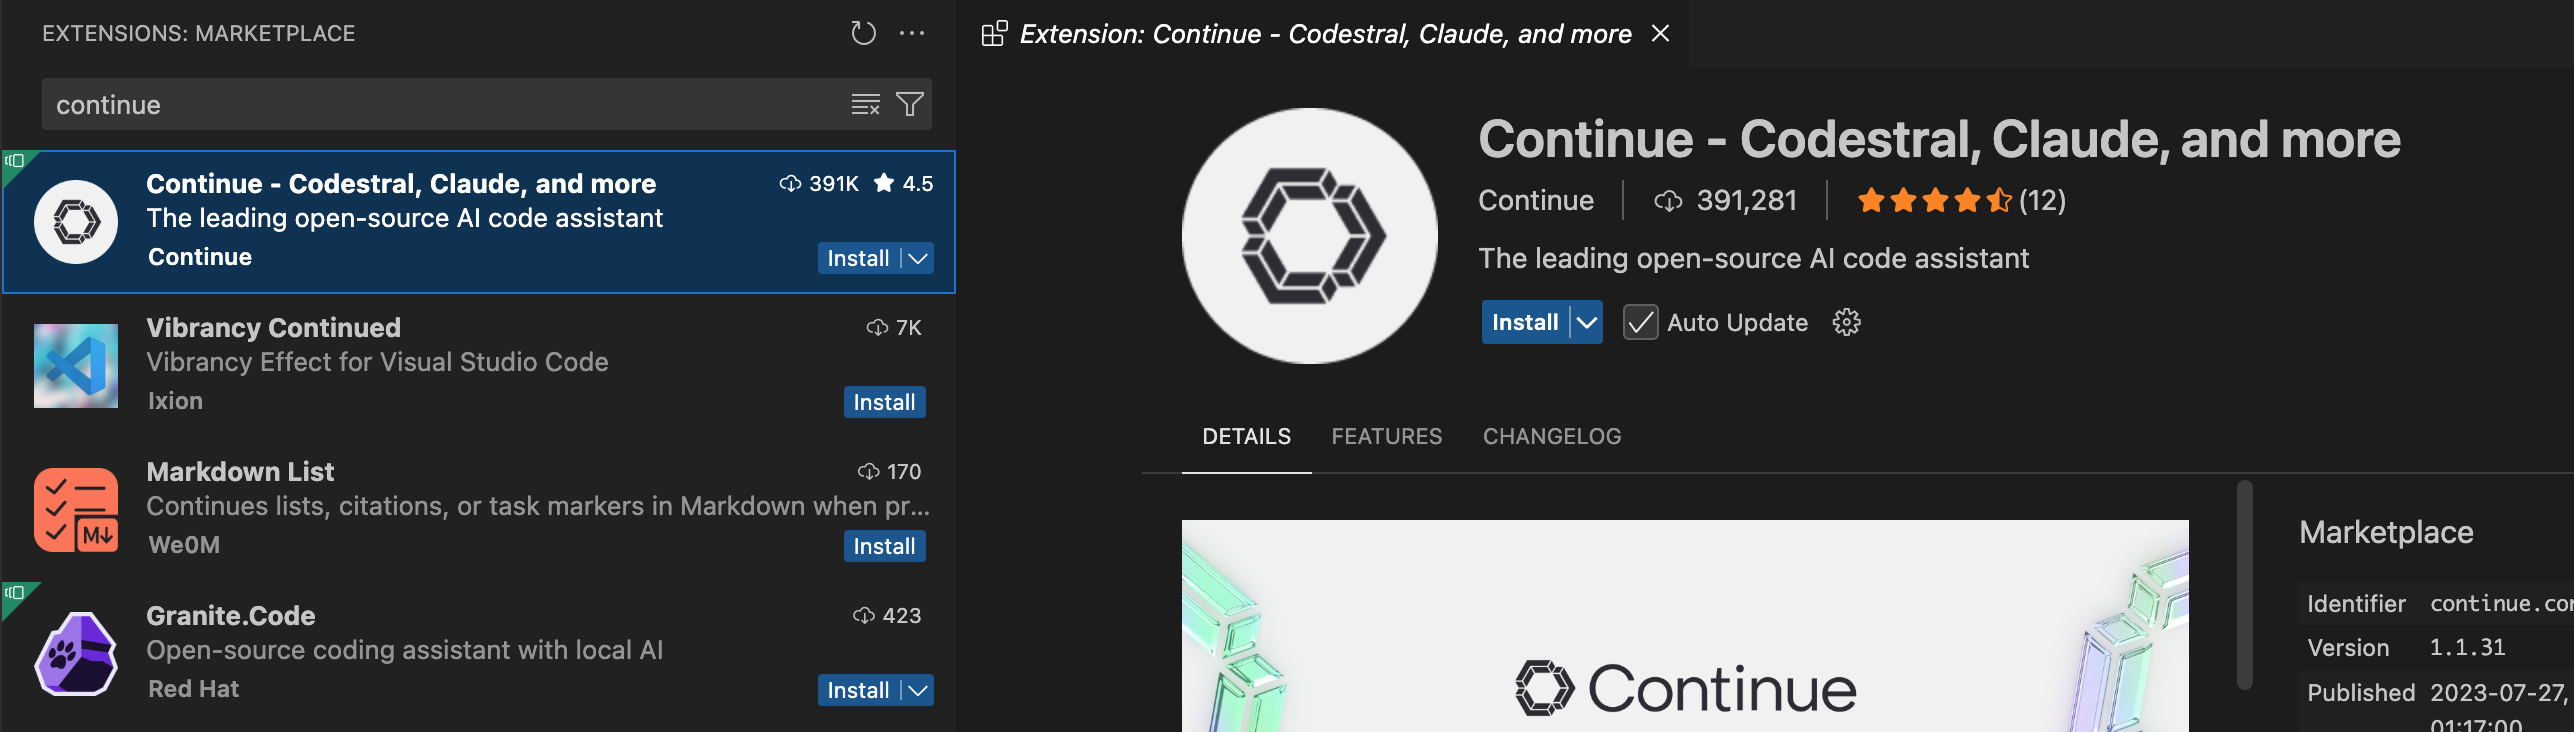 EXTENSIONS: MARKETPLACE
continue
Continue - Codestral, Claude, and more
391K 4.5
The leading open-source AI code assistant
Continue
Install
Vibrancy Continued
7K
Vibrancy Effect for Visual Studio Code
Ixion
Install
Markdown List
170
Continues lists, citations, or task markers in Markdown when pr...
We0M
Install
M
Granite.Code
423
Open-source coding assistant with local AI
Red Hat
Install
Extension: Continue - Codestral, Claude, and more
Continue - Codestral, Claude, and more
Continue 391,281 (12)
The leading open-source AI code assistant
Install Auto Update
DETAILS FEATURES CHANGELOG
Continue
Marketplace
Identifier continue.con
Version 1.1.31
Published 2023-07-27,
01:17:00